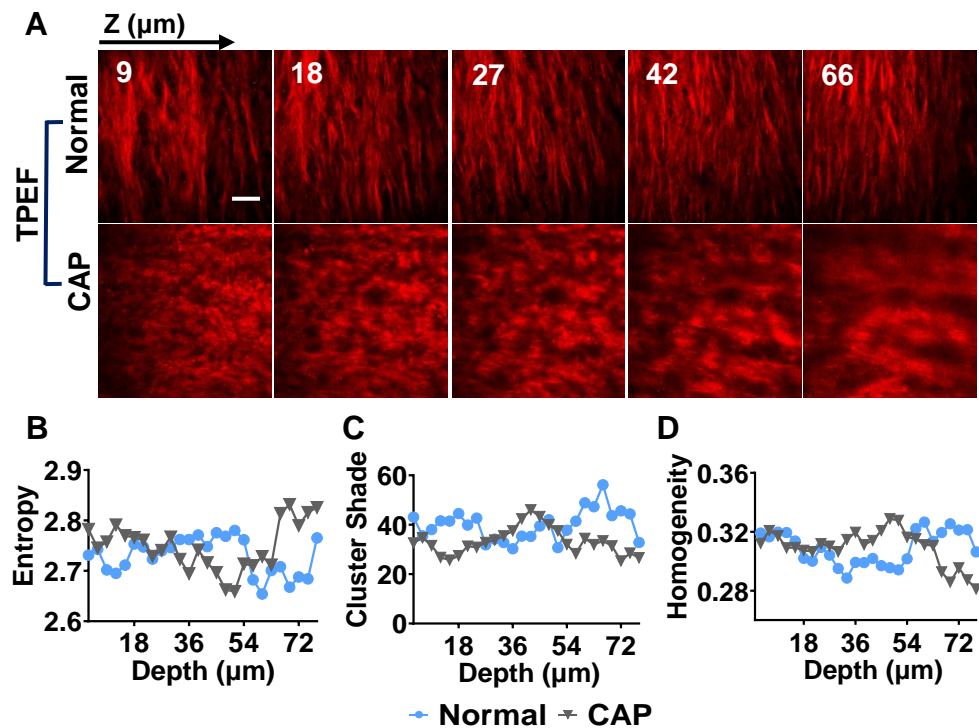 A
Z (µm)
TPEF
Normal
9
18
27
42
66
CAP
B
Entropy
2.9
2.8
2.7
2.6
18
36
54
72
Depth (µm)
C
Cluster Shade
60
40
20
0
18
36
54
72
Depth (µm)
D
Homogeneity
0.36
0.32
0.28
18
36
54
72
Depth (µm)
Normal
CAP